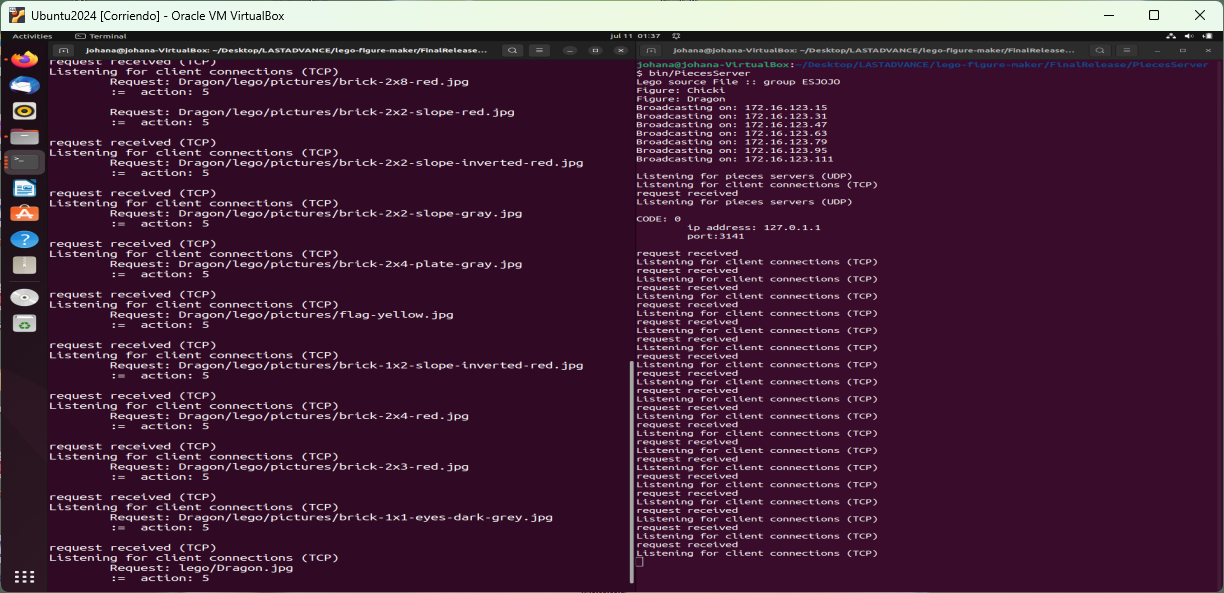 Ubuntu2024 [Corriendo] - Oracle VM VirtualBox
Activities
Terminal
jul 11 01:37
johana@johana-VirtualBox: ~/Desktop/LASTADVANCE/lego-figure-maker/FinalRelease...
request received (TCP)
Listening for client connections (TCP)
Request: Dragon/lego/pictures/brick-2x8-red.jpg
:= action: 5
Request: Dragon/lego/pictures/brick-2x2-slope-red.jpg
:= action: 5
request received (TCP)
Listening for client connections (TCP)
Request: Dragon/lego/pictures/brick-2x2-slope-inverted-red.jpg
:= action: 5
request received (TCP)
Listening for client connections (TCP)
Request: Dragon/lego/pictures/brick-2x2-slope-gray.jpg
:= action: 5
request received (TCP)
Listening for client connections (TCP)
Request: Dragon/lego/pictures/brick-2x4-plate-gray.jpg
:= action: 5
request received (TCP)
Listening for client connections (TCP)
Request: Dragon/lego/pictures/flag-yellow.jpg
:= action: 5
request received (TCP)
Listening for client connections (TCP)
Request: Dragon/lego/pictures/brick-1x2-slope-inverted-red.jpg
:= action: 5
request received (TCP)
Listening for client connections (TCP)
Request: Dragon/lego/pictures/brick-2x4-red.jpg
:= action: 5
request received (TCP)
Listening for client connections (TCP)
Request: Dragon/lego/pictures/brick-2x3-red.jpg
:= action: 5
request received (TCP)
Listening for client connections (TCP)
Request: Dragon/lego/pictures/brick-1x1-eyes-dark-grey.jpg
:= action: 5
request received (TCP)
Listening for client connections (TCP)
Request: lego/Dragon.jpg
:= action: 5
johana@johana-VirtualBox: ~/Desktop/LASTADVANCE/lego-figure-maker/FinalRelease...
johana@johana-VirtualBox:~/Desktop/LASTADVANCE/lego-figure-maker/FinalRelease/PiecesServer
$ bin/PiecesServer
Lego source File :: group ESJOJO
Figure: Chicki
Figure: Dragon
Broadcasting on: 172.16.123.15
Broadcasting on: 172.16.123.31
Broadcasting on: 172.16.123.47
Broadcasting on: 172.16.123.63
Broadcasting on: 172.16.123.79
Broadcasting on: 172.16.123.95
Broadcasting on: 172.16.123.111
Listening for pieces servers (UDP)
Listening for client connections (TCP)
request received
Listening for pieces servers (UDP)
CODE: 0
ip address: 127.0.1.1
port:3141
request received
Listening for client connections (TCP)
request received
Listening for client connections (TCP)
request received
Listening for client connections (TCP)
request received
Listening for client connections (TCP)
request received
Listening for client connections (TCP)
request received
Listening for client connections (TCP)
request received
Listening for client connections (TCP)
request received
Listening for client connections (TCP)
request received
Listening for client connections (TCP)
request received
Listening for client connections (TCP)
request received
Listening for client connections (TCP)
request received
Listening for client connections (TCP)
request received
Listening for client connections (TCP)
request received
Listening for client connections (TCP)
request received
Listening for client connections (TCP)
request received
Listening for client connections (TCP)
request received
Listening for client connections (TCP)
request received
Listening for client connections (TCP)